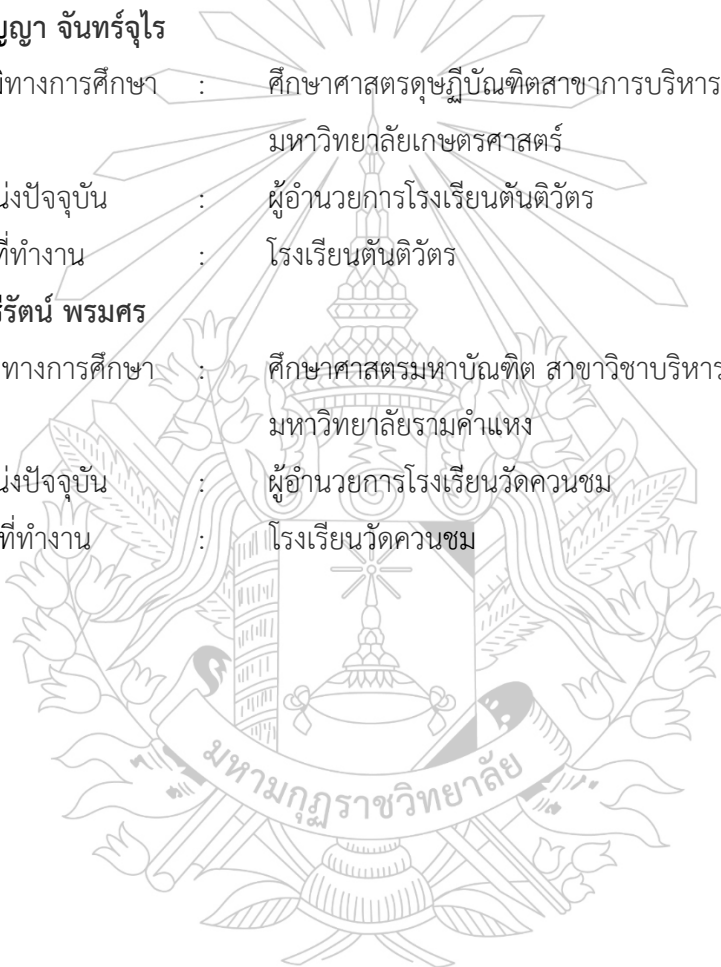 ญญา จันทร์จุไร
ทางการศึกษา : ศึกษาศาสตรดุษฎีบัณฑิตสาขาการบริหาร
มหาวิทยาลัยเกษตรศาสตร์
น่งปัจจุบัน : ผู้อำนวยการโรงเรียนตันติวัตร
ที่ทำงาน : โรงเรียนตันติวัตร
รัตน์ พรมศร
ทางการศึกษา : ศึกษาศาสตรมหาบัณฑิต สาขาวิชาบริหาร
มหาวิทยาลัยรามคำแหง
น่งปัจจุบัน : ผู้อำนวยการโรงเรียนวัดควนชม
ที่ทำงาน : โรงเรียนวัดควนชม
มหามกุฏราชวิทยาลัย